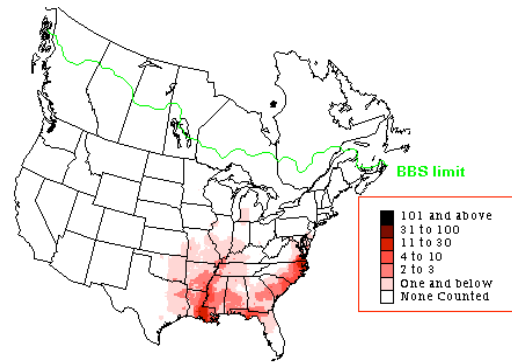 BBS limit
101 and above
31 to 100
11 to 30
4 to 10
2 to 3
One and below
None Counted